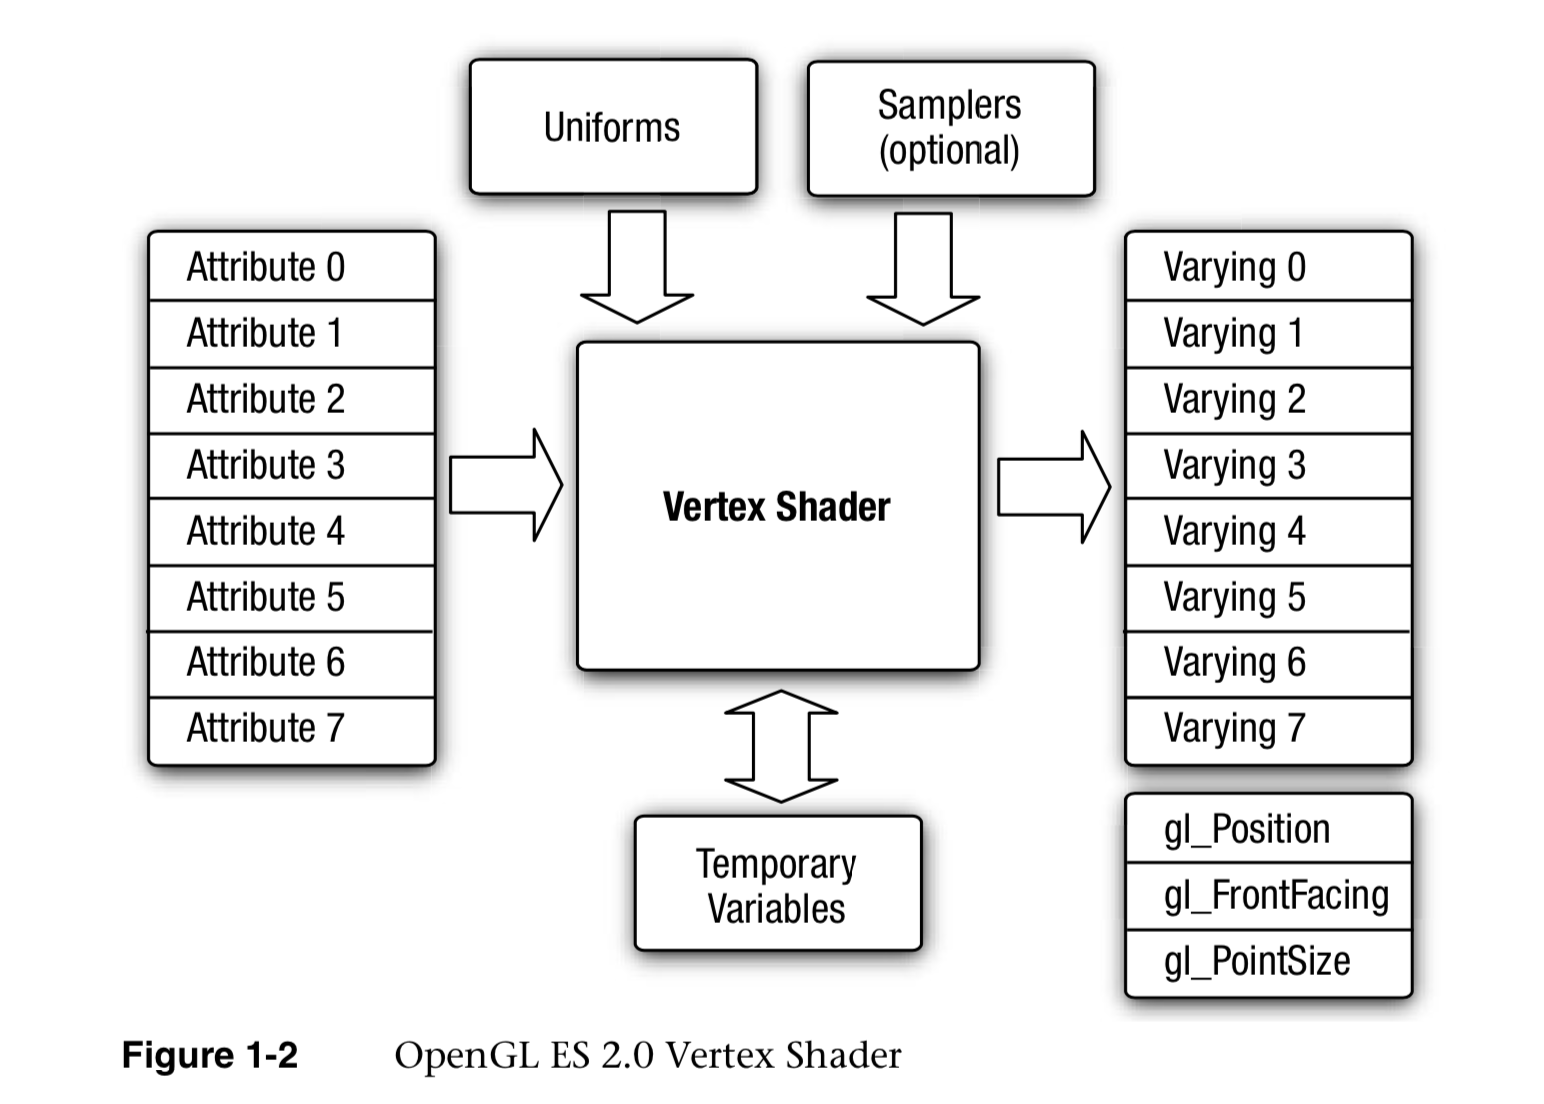 Uniforms
Samplers
(optional)
Attribute 0
Attribute 1
Attribute 2
Attribute 3
Attribute 4
Attribute 5
Attribute 6
Attribute 7
Vertex Shader
Varying 0
Varying 1
Varying 2
Varying 3
Varying 4
Varying 5
Varying 6
Varying 7
gl_Position
gl_FrontFacing
gl_PointSize
Temporary
Variables
Figure 1-2 OpenGL ES 2.0 Vertex Shader